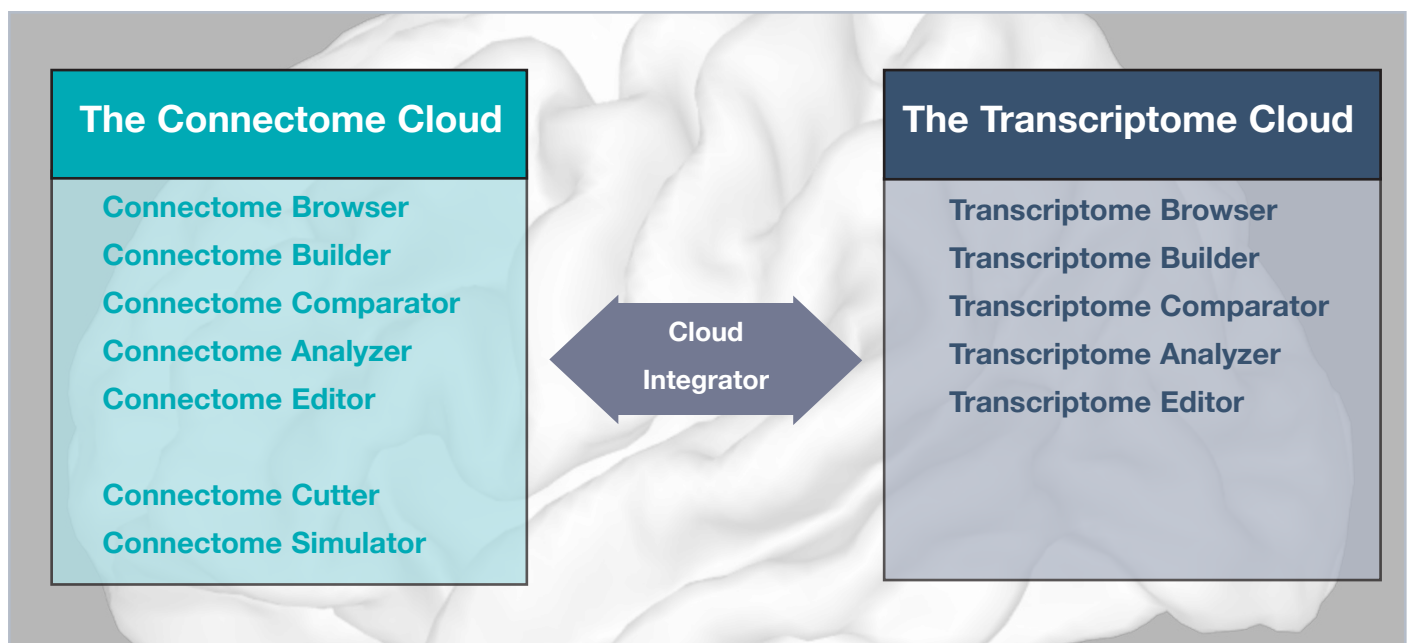 The Connectome Cloud
Connectome Browser
Connectome Builder
Connectome Comparator
Connectome Analyzer
Connectome Editor
Connectome Cutter
Connectome Simulator
Cloud
Integrator
The Transcriptome Cloud
Transcriptome Browser
Transcriptome Builder
Transcriptome Comparator
Transcriptome Analyzer
Transcriptome Editor